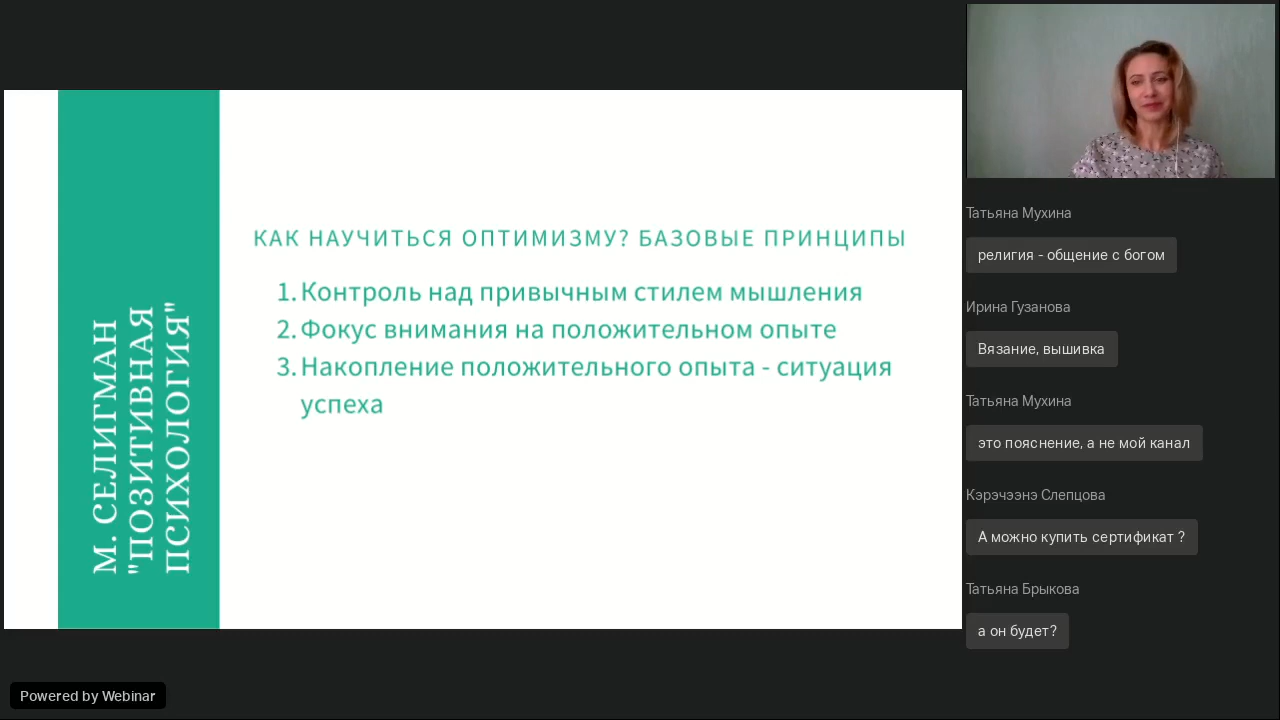 М. СЕЛИГМАН
"ПОЗИТИВНАЯ
ПСИХОЛОГИЯ"
КАК НАУЧИТЬСЯ ОПТИМИЗМУ? БАЗОВЫЕ ПРИНЦИПЫ
1. Контроль над привычным стилем мышления
2. Фокус внимания на положительном опыте
3. Накопление положительного опыта - ситуация
успеха
Татьяна Мухина
религия - общение с богом
Ирина Гузанова
Вязание, вышивка
Татьяна Мухина
это пояснение, а не мой канал
Кэрэчээнэ Слепцова
А можно купить сертификат ?
Татьяна Брыкова
а он будет?
Powered by Webinar